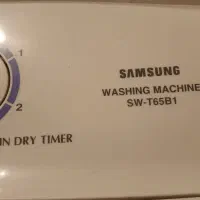 1
SAMSUNG
WASHING MACHINE
SW-T65B1
2
IN DRY TIMER